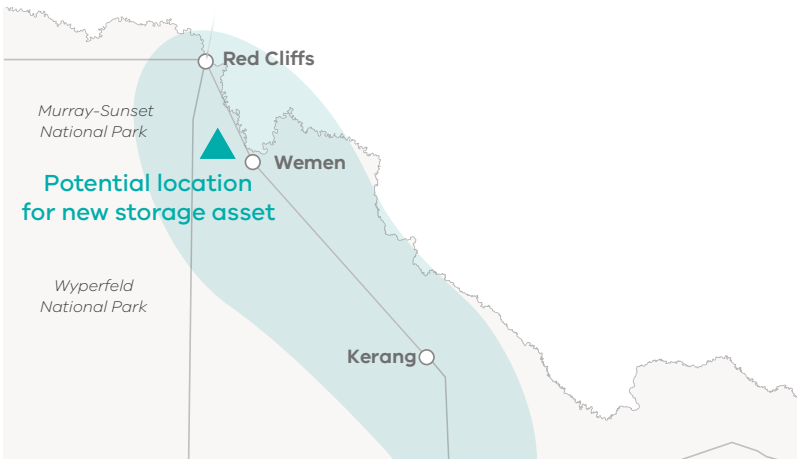 Red Cliffs
Murray-Sunset
National Park
Wemen
Potential location
for new storage asset
Wyperfeld
National Park
Kerang